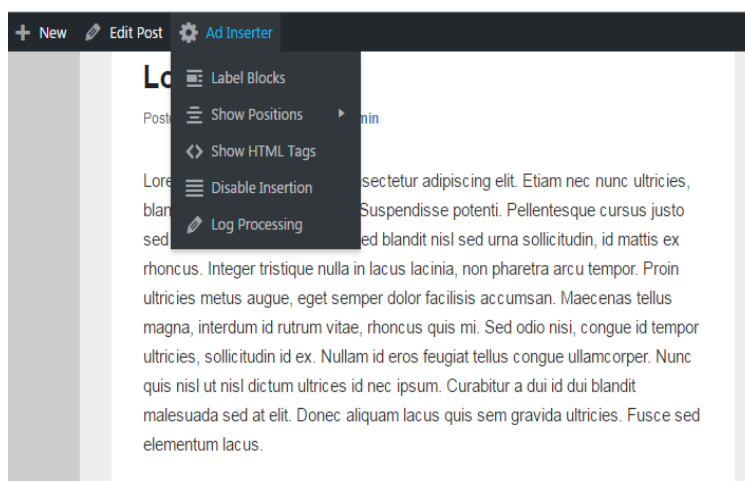 New Edit Post Ad Inserter
Label Blocks
Show Positions
Show HTML Tags
Disable Insertion
Log Processing
Lo
Post min
Lore sectetur adipiscing elit. Etiam nec nunc ultricies,
blan Suspendisse potenti. Pellentesque cursus justo
sed ed blandit nisl sed urna sollicitudin, id mattis ex
rhoncus. Integer tristique nulla in lacus lacinia, non pharetra arcu tempor. Proin
ultricies metus augue, eget semper dolor facilisis accumsan. Maecenas tellus
magna, interdum id rutrum vitae, rhoncus quis mi. Sed odio nisi, congue id tempor
ultricies, sollicitudin id ex. Nullam id eros feugiat tellus congue ullamcorper. Nunc
quis nisl ut nisl dictum ultrices id nec ipsum. Curabitur a dui id dui blandit
malesuada sed at elit. Donec aliquam lacus quis sem gravida ultricies. Fusce sed
elementum lacus.